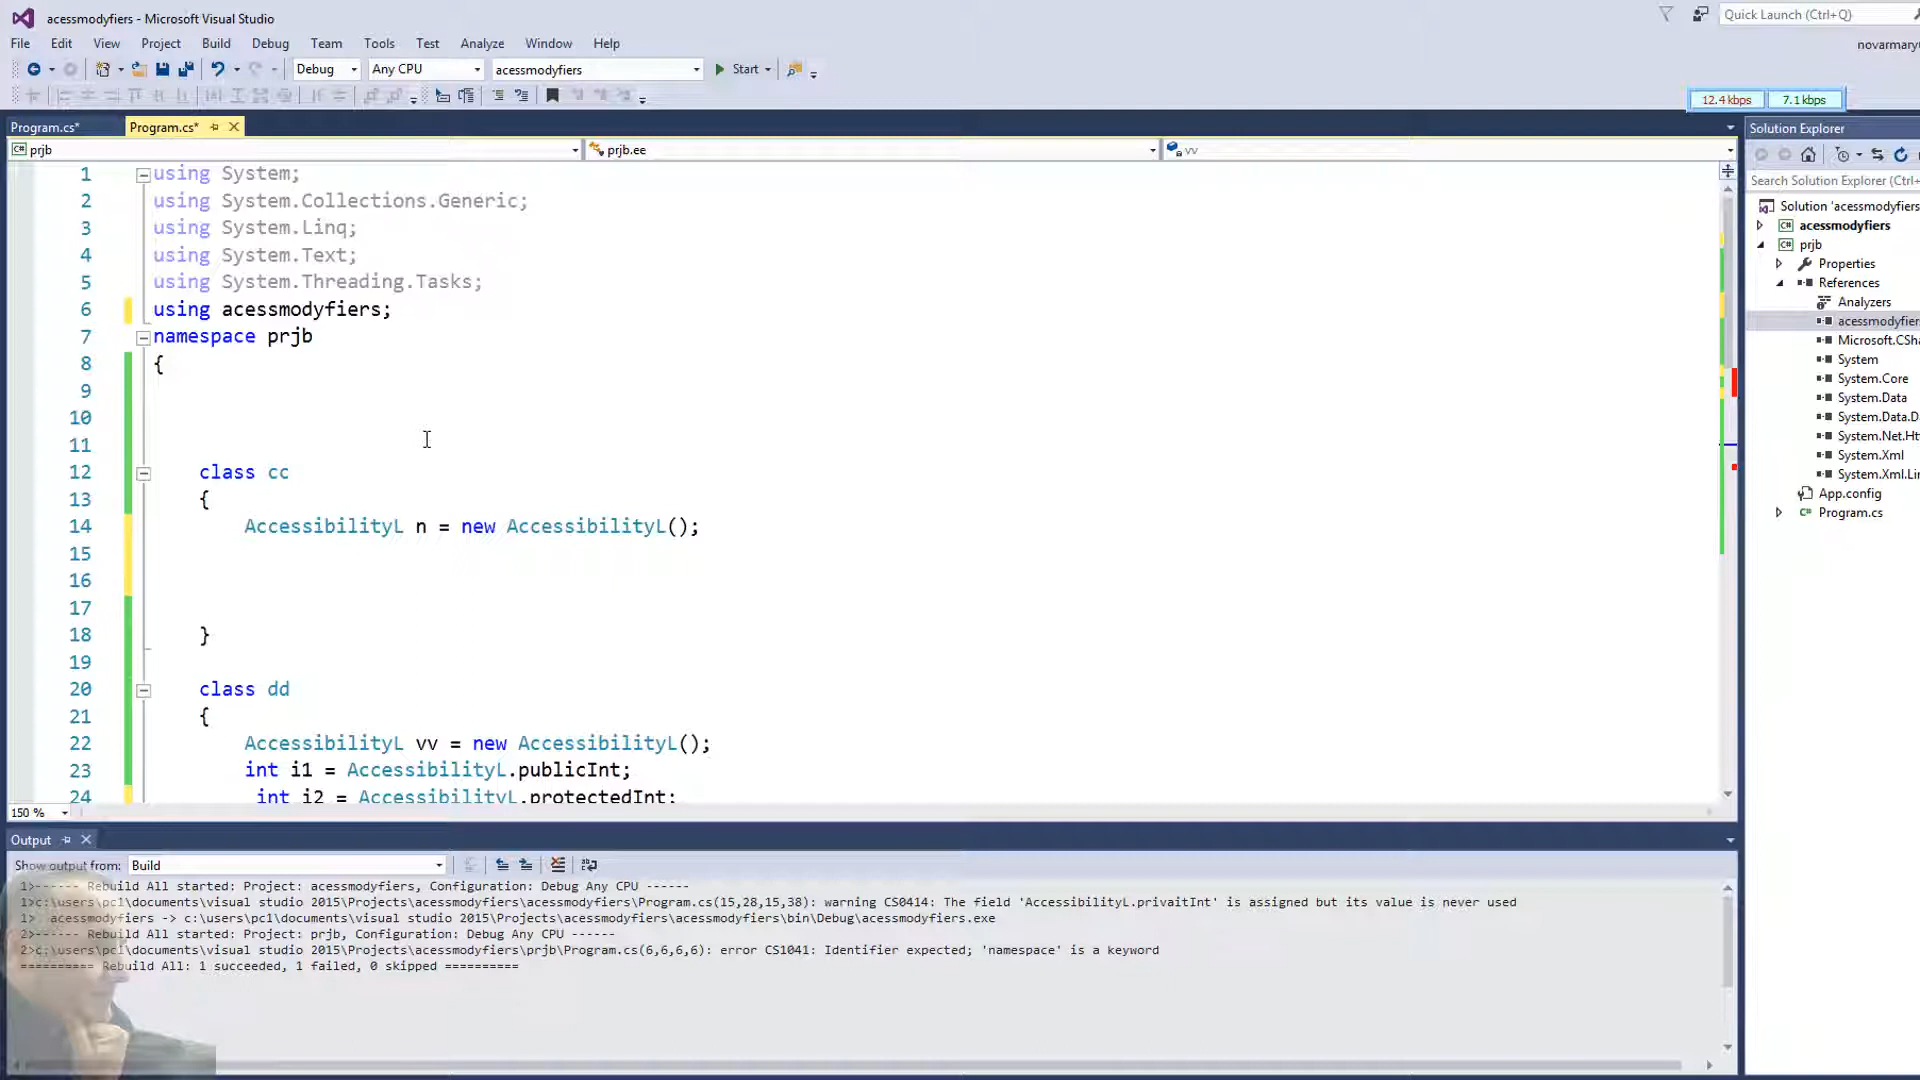 acessmodyfiers - Microsoft Visual Studio
Quick Launch (Ctrl+Q)
File Edit View Project Build Debug Team Tools Test Analyze Window Help
Debug Any CPU acessmodyfiers Start
12.4 kbps 7.1 kbps
Program.cs* Program.cs*
prjb prjb.ee vv
1 using System;
2 using System.Collections.Generic;
3 using System.Linq;
4 using System.Text;
5 using System.Threading.Tasks;
6 using acessmodyfiers;
7 namespace prjb
8 {
9
10
11
12 class cc
13 {
14 AccessibilityL n = new AccessibilityL();
15
16
17
18 }
19
20 class dd
21 {
22 AccessibilityL vv = new AccessibilityL();
23 int i1 = AccessibilityL.publicInt;
24 int i2 = AccessibilityL.protectedInt;
150 %
Solution Explorer
Search Solution Explorer (Ctrl+
Solution 'acessmodyfiers
acessmodyfiers
prjb
Properties
References
Analyzers
acessmodyfier
Microsoft.CSha
System
System.Core
System.Data
System.Data.D
System.Net.Ht
System.Xml
System.Xml.Lin
App.config
Program.cs
Output
Show output from: Build
1>------ Rebuild All started: Project: acessmodyfiers, Configuration: Debug Any CPU ------
1>c:\users\pc1\documents\visual studio 2015\Projects\acessmodyfiers\acessmodyfiers\Program.cs(15,28,15,38): warning CS0414: The field 'AccessibilityL.privaitInt' is assigned but its value is never used
1> acessmodyfiers -> c:\users\pc1\documents\visual studio 2015\Projects\acessmodyfiers\acessmodyfiers\bin\Debug\acessmodyfiers.exe
2>------ Rebuild All started: Project: prjb, Configuration: Debug Any CPU ------
2>c:\users\pc1\documents\visual studio 2015\Projects\acessmodyfiers\prjb\Program.cs(6,6,6,6): error CS1041: Identifier expected; 'namespace' is a keyword
========== Rebuild All: 1 succeeded, 1 failed, 0 skipped ==========